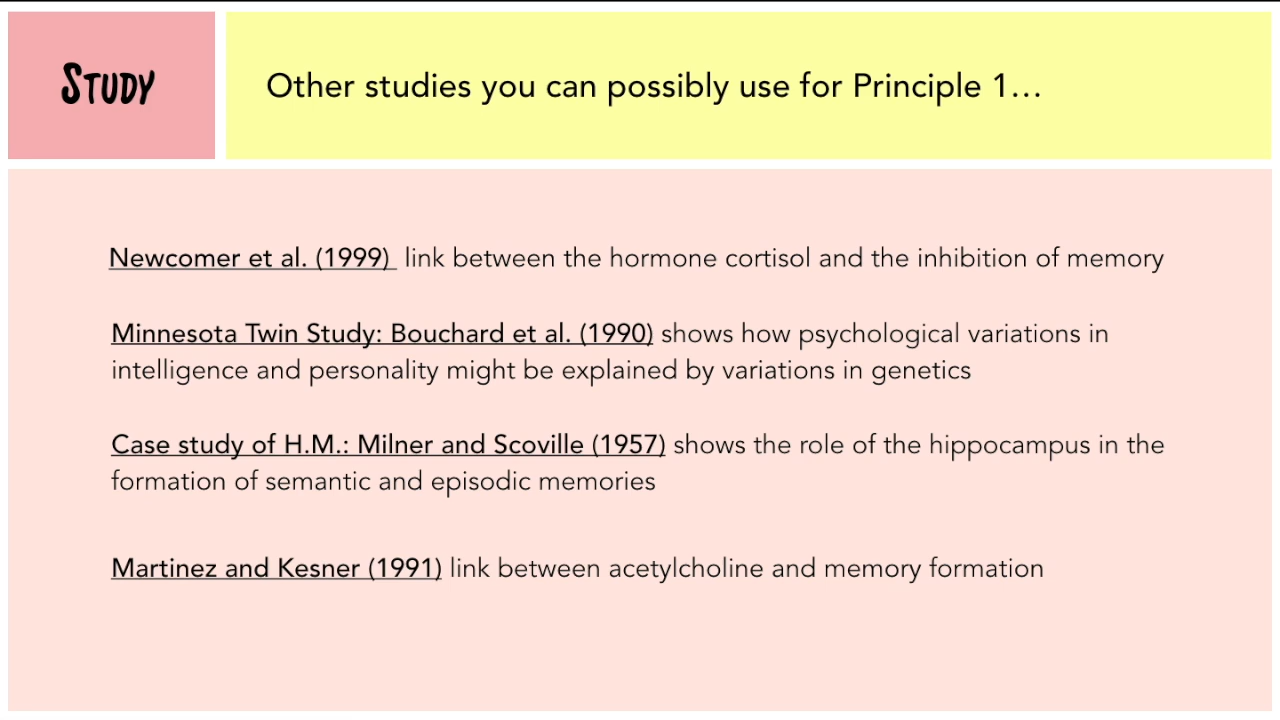 STUDY
Other studies you can possibly use for Principle 1...
Newcomer et al. (1999) link between the hormone cortisol and the inhibition of memory
Minnesota Twin Study: Bouchard et al. (1990) shows how psychological variations in
intelligence and personality might be explained by variations in genetics
Case study of H.M.: Milner and Scoville (1957) shows the role of the hippocampus in the
formation of semantic and episodic memories
Martinez and Kesner (1991) link between acetylcholine and memory formation